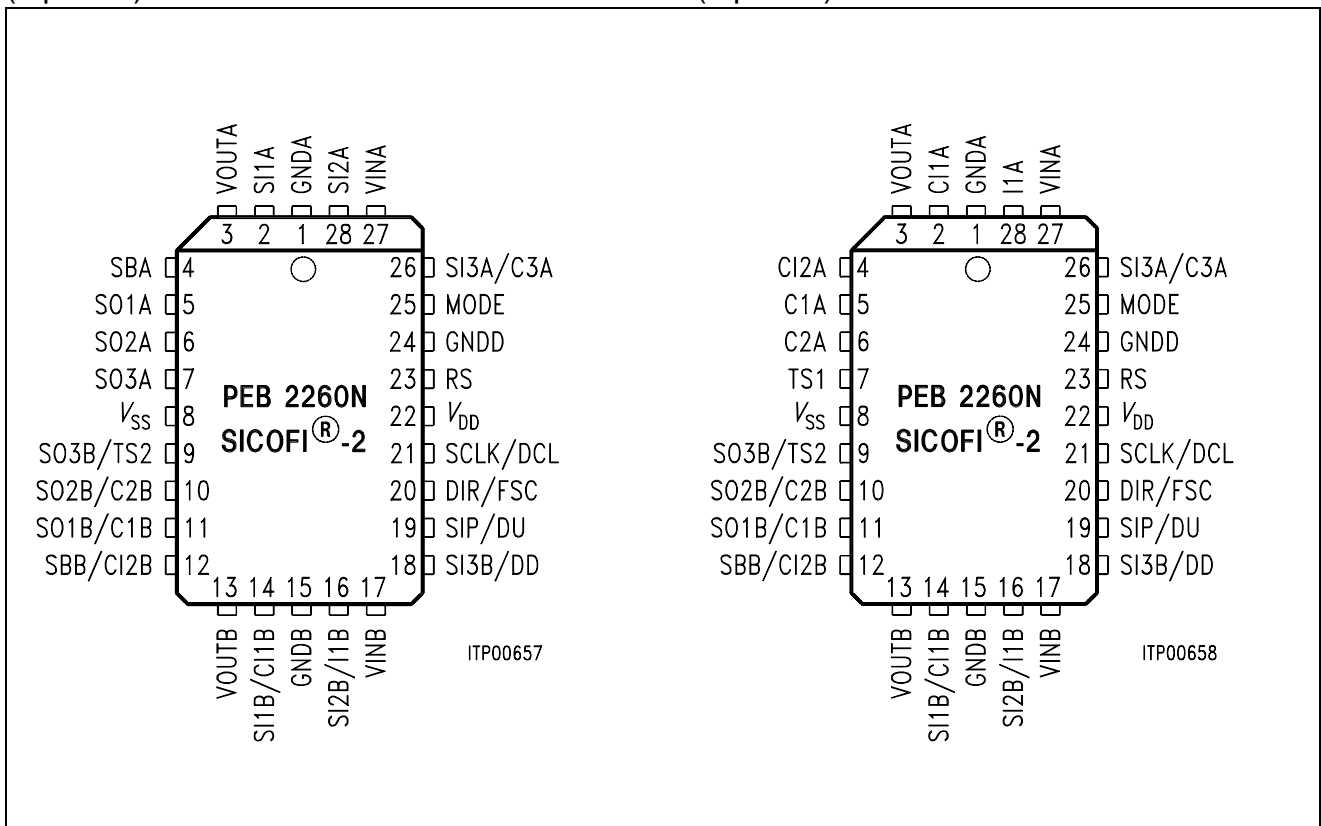 VOUTA
SI1A
GNDA
SI2A
VINA
3 2 1 28 27
SBA 4
SO1A 5
SO2A 6
SO3A 7
VSS 8
SO3B/TS2 9
SO2B/C2B 10
SO1B/C1B 11
SBB/CI2B 12
26 SI3A/C3A
25 MODE
24 GNDD
23 RS
22 VDD
21 SCLK/DCL
20 DIR/FSC
19 SIP/DU
18 SI3B/DD
PEB 2260N
SICOFI®-2
13 14 15 16 17
VOUTB
SI1B/CI1B
GNDB
SI2B/I1B
VINB
ITP00657
VOUTA
CI1A
GNDA
I1A
VINA
3 2 1 28 27
CI2A 4
C1A 5
C2A 6
TS1 7
VSS 8
SO3B/TS2 9
SO2B/C2B 10
SO1B/C1B 11
SBB/CI2B 12
26 SI3A/C3A
25 MODE
24 GNDD
23 RS
22 VDD
21 SCLK/DCL
20 DIR/FSC
19 SIP/DU
18 SI3B/DD
PEB 2260N
SICOFI®-2
13 14 15 16 17
VOUTB
SI1B/CI1B
GNDB
SI2B/I1B
VINB
ITP00658